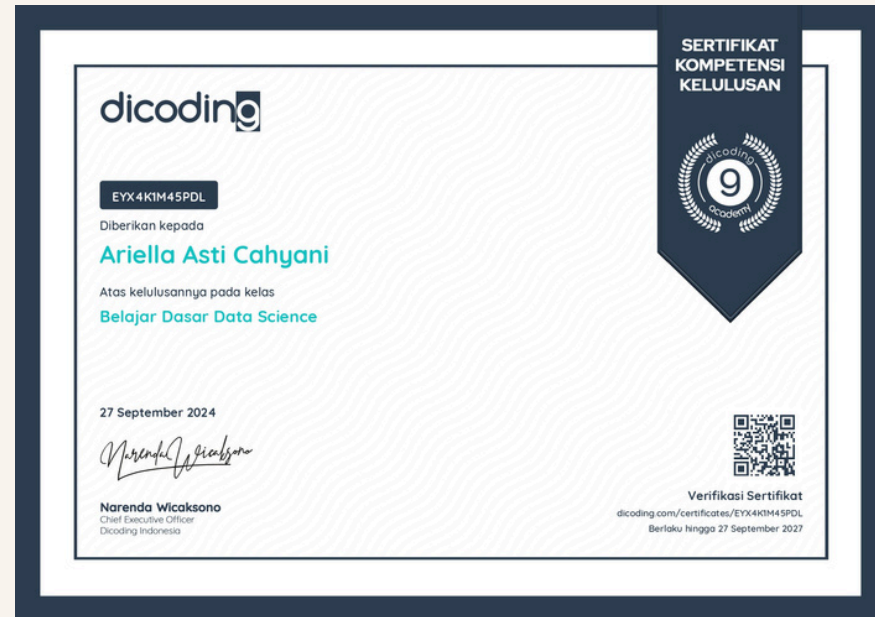 SERTIFIKAT
KOMPETENSI
KELULUSAN
dicoding
dicoding
9
academy
EYX4K1M45PDL
Diberikan kepada
Ariella Asti Cahyani
Atas kelulusannya pada kelas
Belajar Dasar Data Science
27 September 2024
Narenda Wicaksono
Narenda Wicaksono
Chief Executive Officer
Dicoding Indonesia
Verifikasi Sertifikat
dicoding.com/certificates/EYX4K1M45PDL
Berlaku hingga 27 September 2027